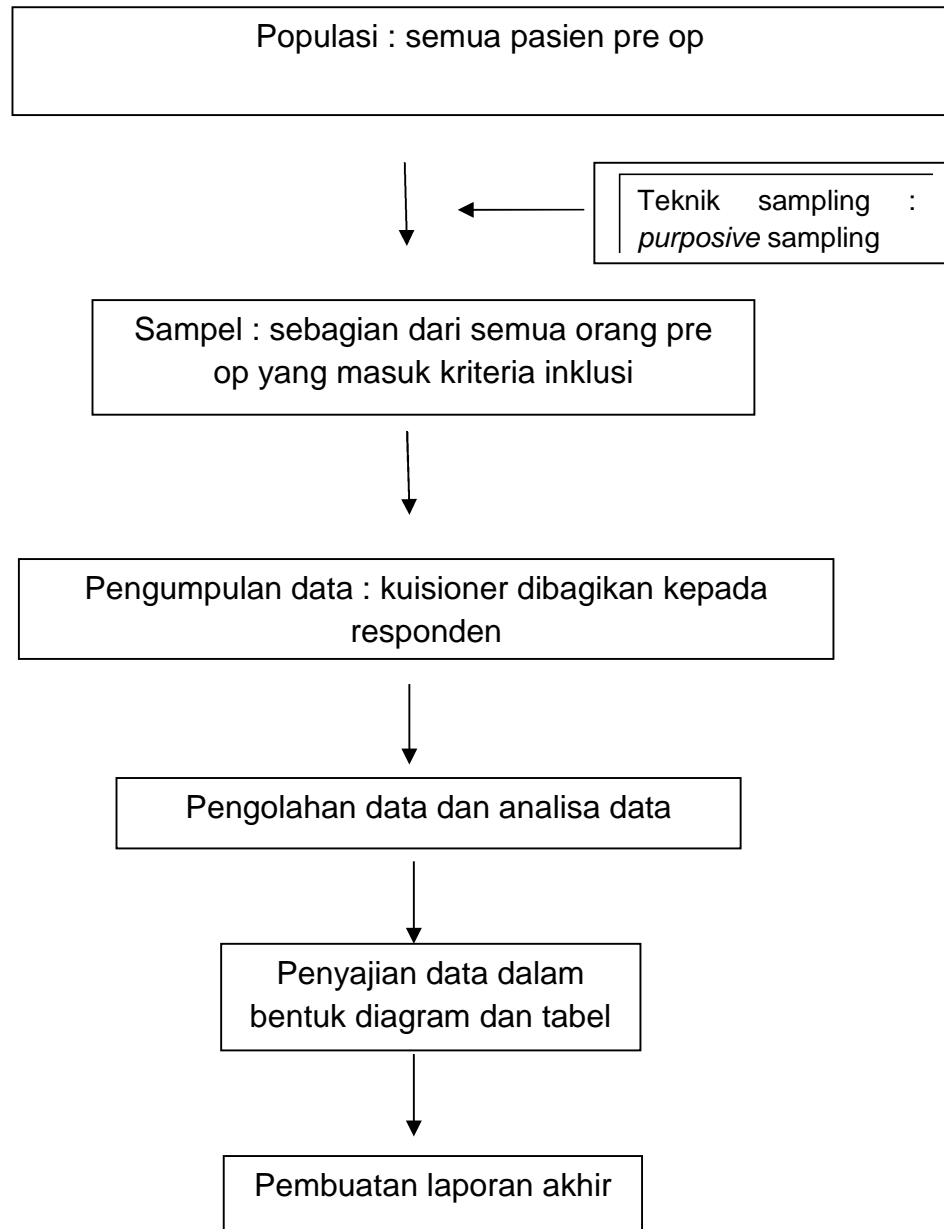 Populasi : semua pasien pre op
Teknik sampling :
purposive sampling
Sampel : sebagian dari semua orang pre
op yang masuk kriteria inklusi
Pengumpulan data : kuisioner dibagikan kepada
responden
Pengolahan data dan analisa data
Penyajian data dalam
bentuk diagram dan tabel
Pembuatan laporan akhir